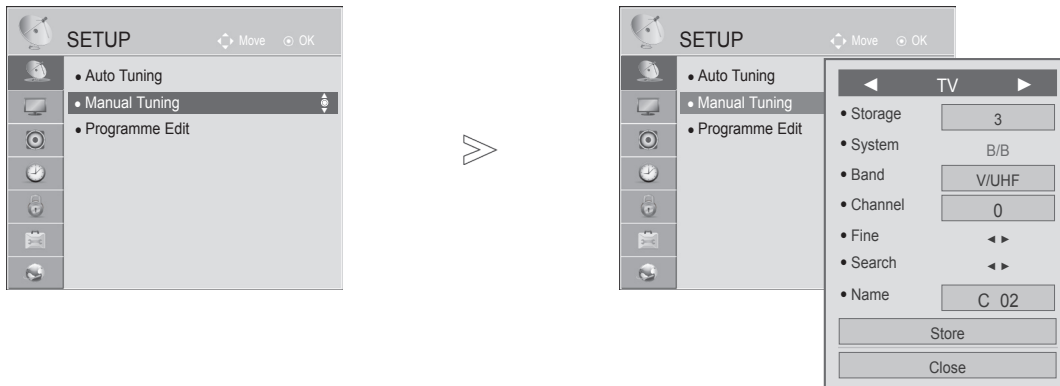 SETUP Move OK
• Auto Tuning
• Manual Tuning
• Programme Edit
SETUP Move OK
• Auto Tuning
• Manual Tuning
• Programme Edit
◄ TV ►
• Storage 3
• System B/B
• Band V/UHF
• Channel 0
• Fine ◄ ►
• Search ◄ ►
• Name C 02
Store
Close